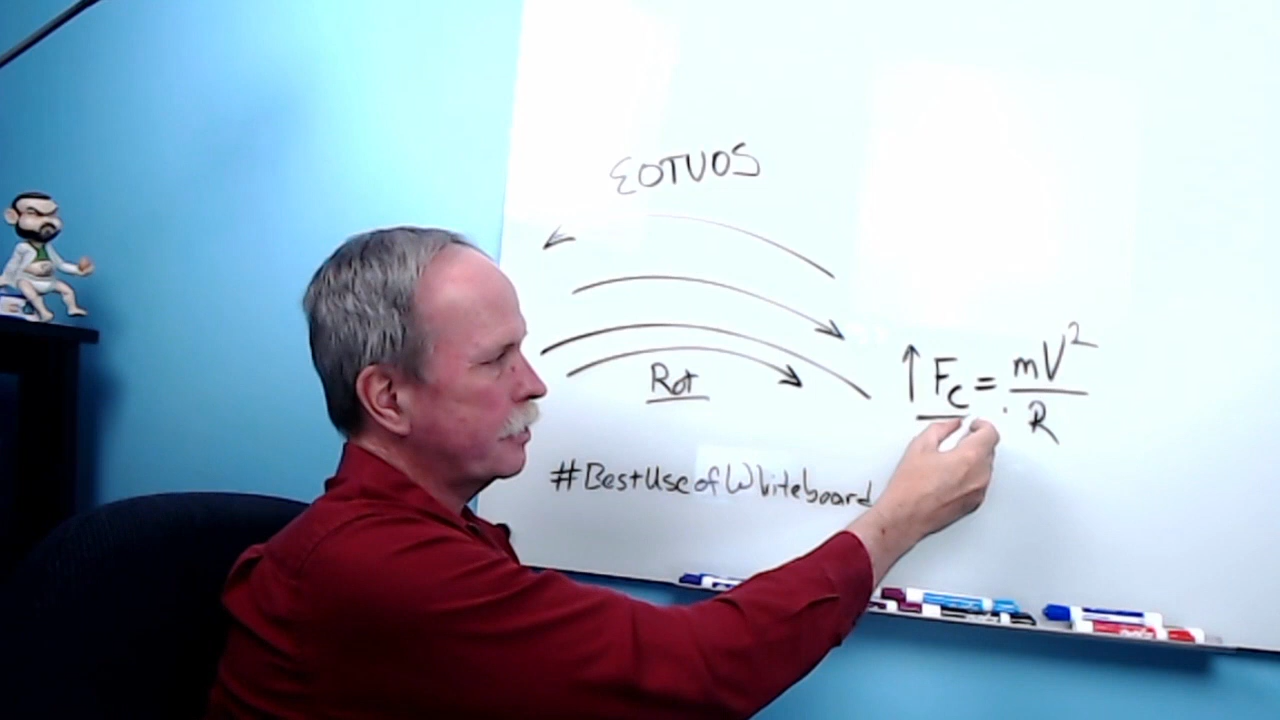 EOTVOS
Rot
↑ Fc = mV²/R
#BestUseofWhiteboard